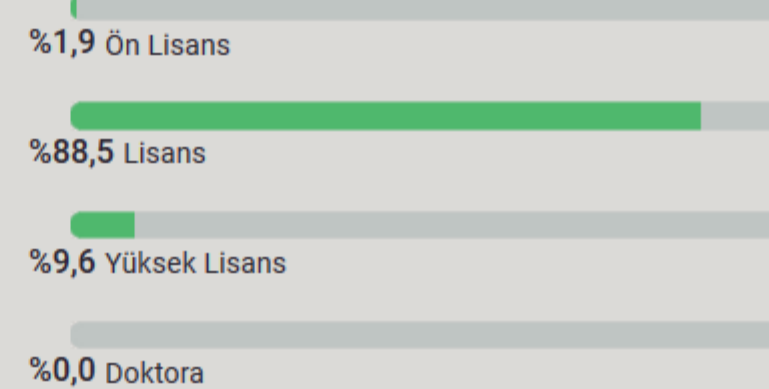 %1,9 Ön Lisans
%88,5 Lisans
%9,6 Yüksek Lisans
%0,0 Doktora